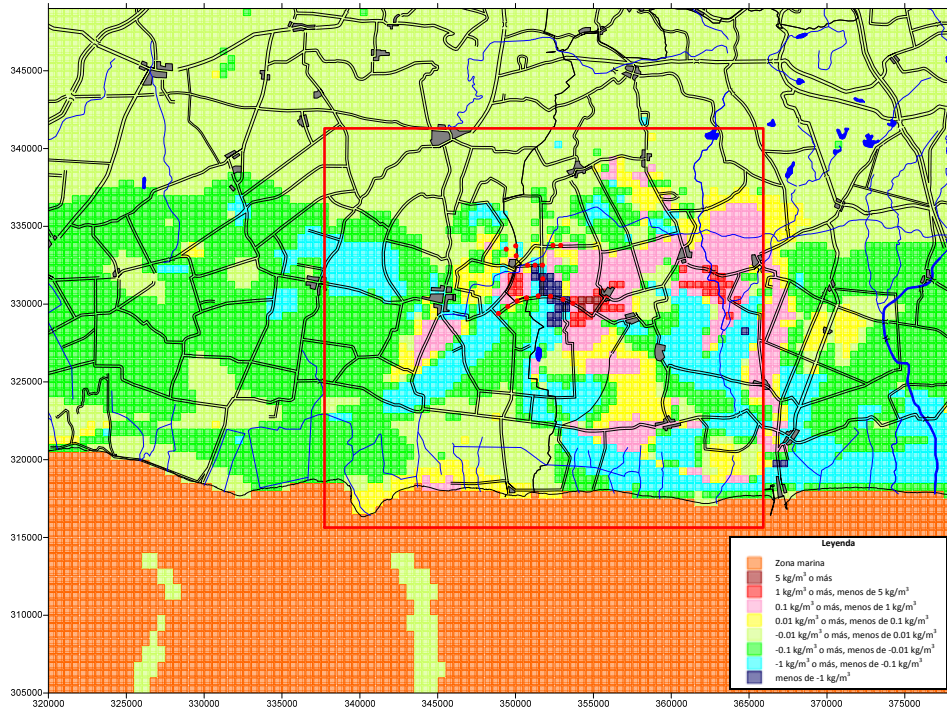 345000
340000
335000
330000
325000
320000
315000
310000
305000
320000 325000 330000 335000 340000 345000 350000 355000 360000 365000 370000 375000
Leyenda
Zona marina
5 kg/m³ o más
1 kg/m³ o más, menos de 5 kg/m³
0.1 kg/m³ o más, menos de 1 kg/m³
0.01 kg/m³ o más, menos de 0.1 kg/m³
-0.01 kg/m³ o más, menos de 0.01 kg/m³
-0.1 kg/m³ o más, menos de -0.01 kg/m³
-1 kg/m³ o más, menos de -0.1 kg/m³
menos de -1 kg/m³